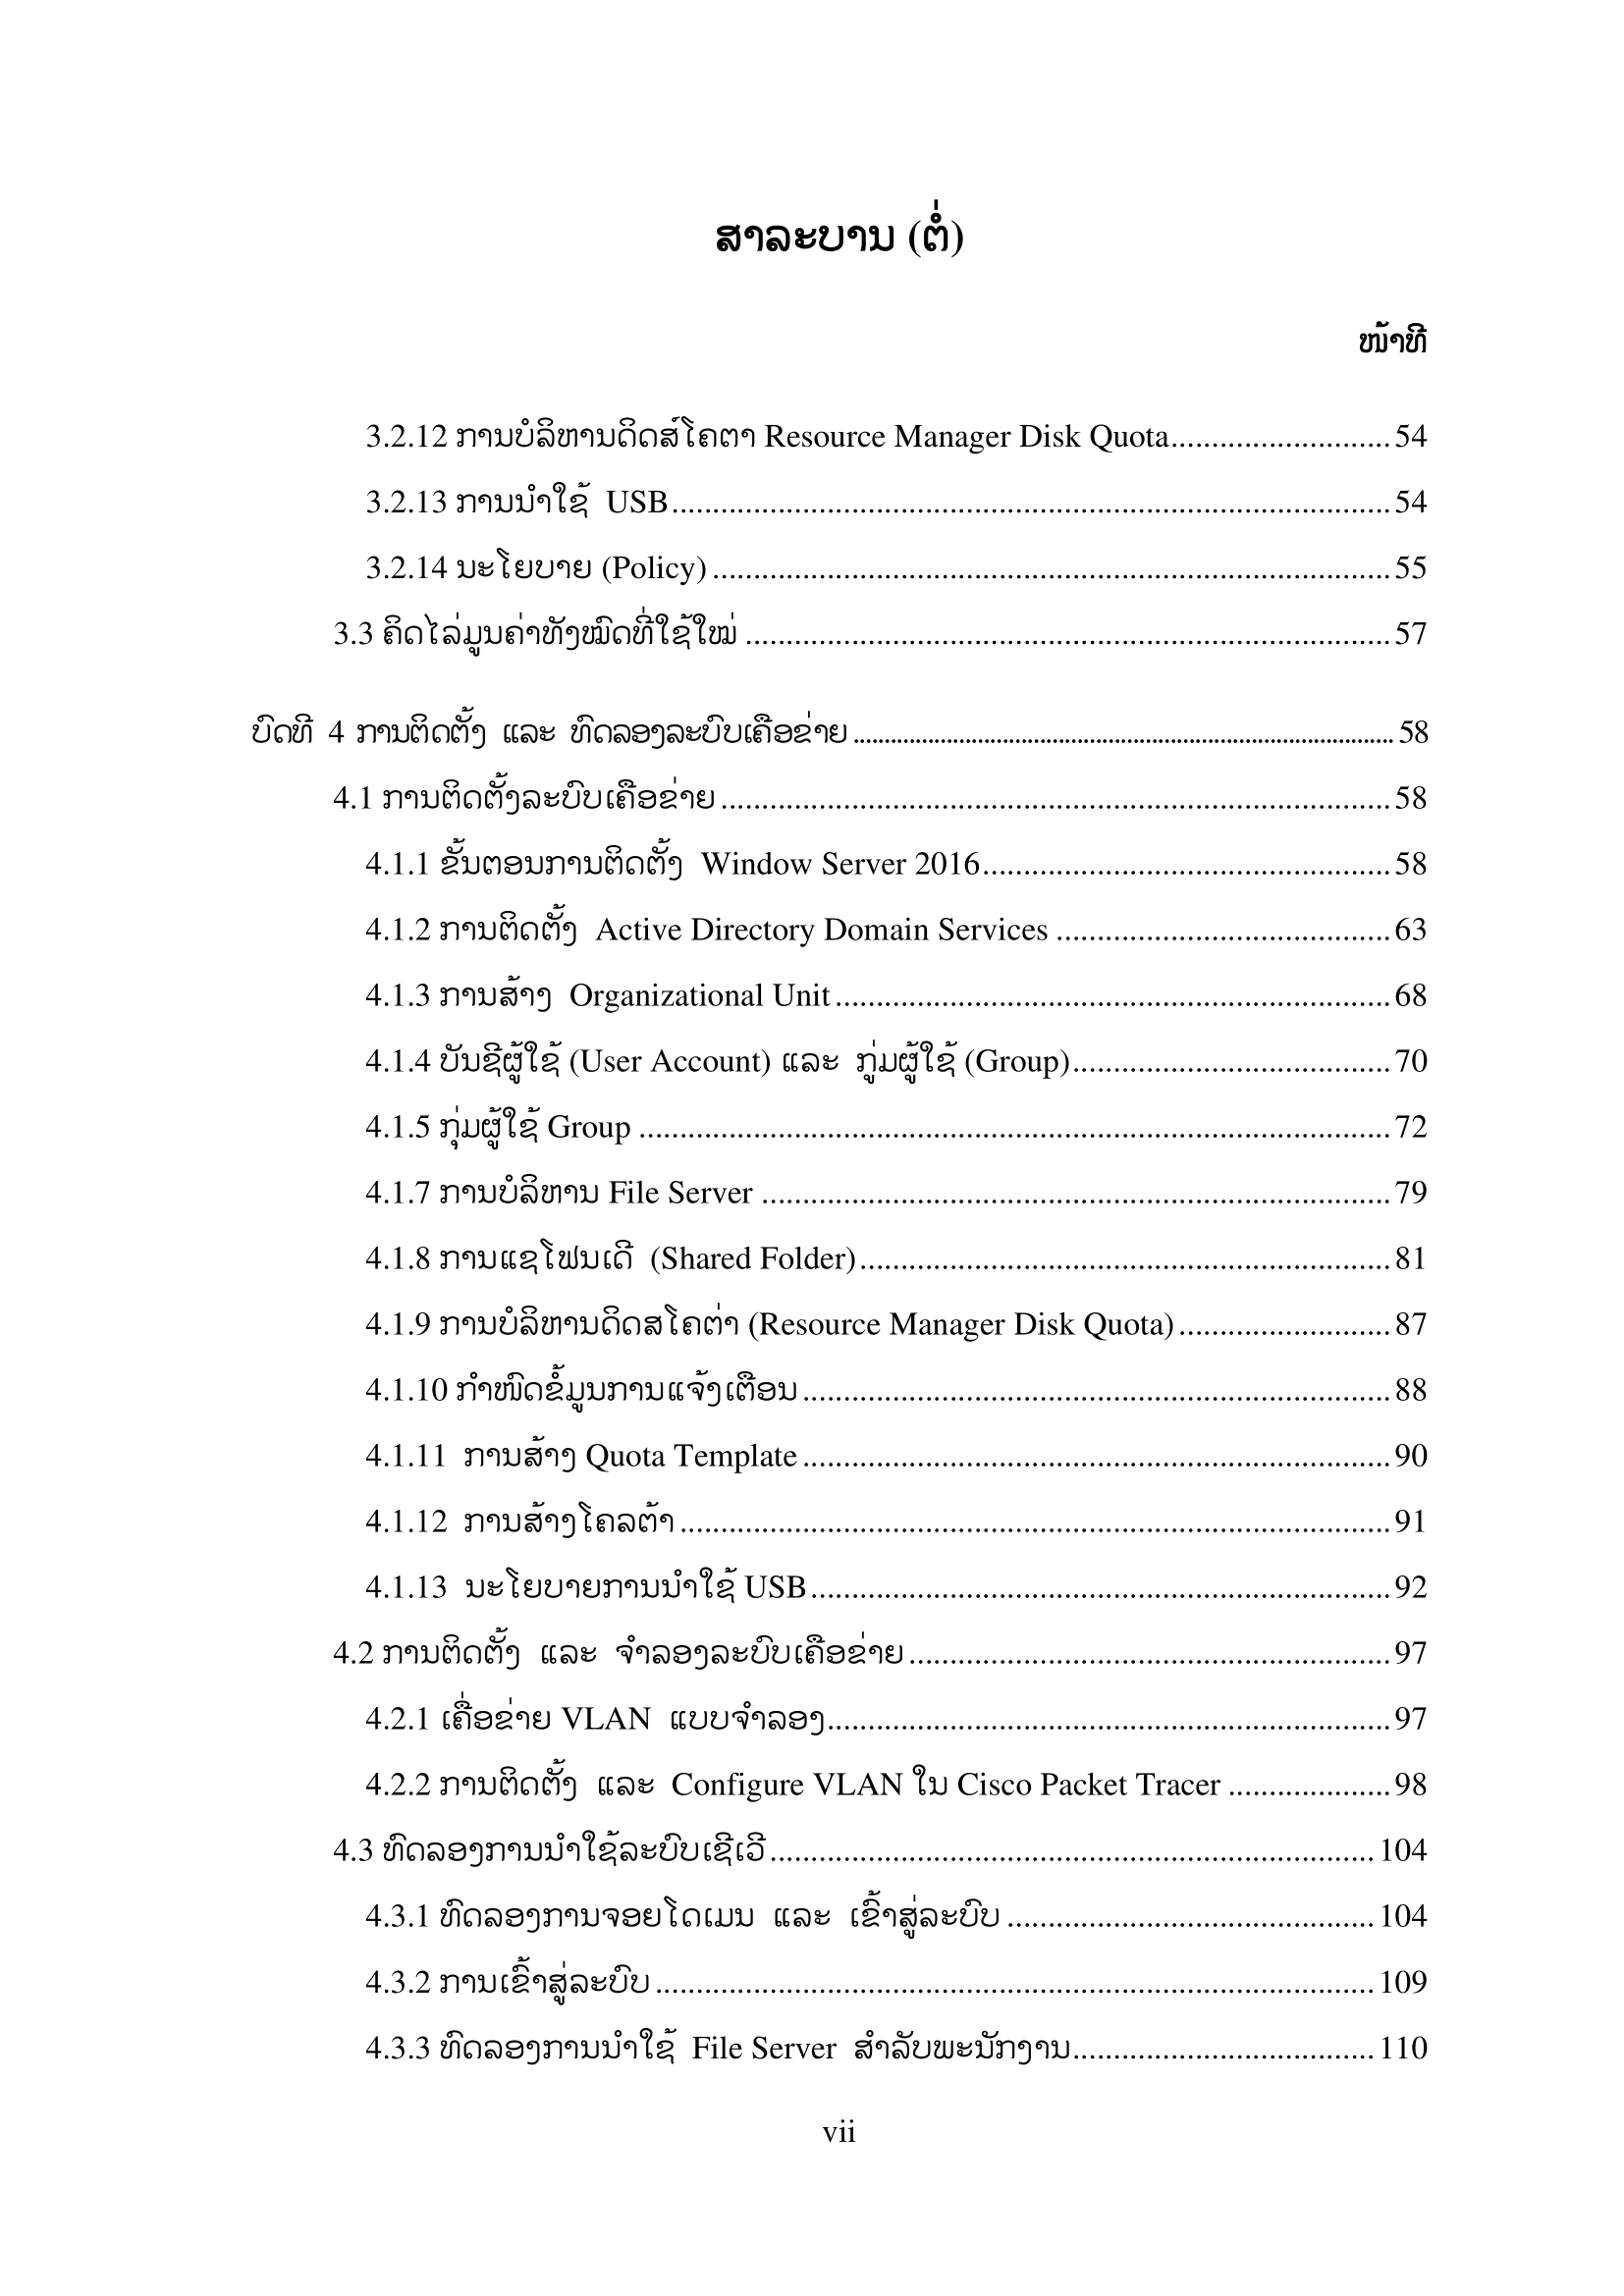 ສາລະບານ (ຕໍ່)
ໜ້າທີ
3.2.12 ການບໍລິຫານດິດສ໌ໂຄຕາ Resource Manager Disk Quota........................... 54
3.2.13 ການນໍາໃຊ້ USB........................................................................................ 54
3.2.14 ນະໂຍບາຍ (Policy) ................................................................................... 55
3.3 ຄິດໄລ່ມູນຄ່າທັງໝົດທີ່ໃຊ້ໃໝ່ ............................................................................... 57
ບົດທີ 4 ການຕິດຕັ້ງ ແລະ ທົດລອງລະບົບເຄືອຂ່າຍ ........................................................................................ 58
4.1 ການຕິດຕັ້ງລະບົບເຄືອຂ່າຍ .................................................................................. 58
4.1.1 ຂັ້ນຕອນການຕິດຕັ້ງ Window Server 2016.................................................. 58
4.1.2 ການຕິດຕັ້ງ Active Directory Domain Services ......................................... 63
4.1.3 ການສ້າງ Organizational Unit .................................................................... 68
4.1.4 ບັນຊີຜູ້ໃຊ້ (User Account) ແລະ ກູ່ມຜູ້ໃຊ້ (Group)....................................... 70
4.1.5 ກຸ່ມຜູ້ໃຊ້ Group ............................................................................................ 72
4.1.7 ການບໍລິຫານ File Server ............................................................................. 79
4.1.8 ການແຊໂຟນເດີ (Shared Folder)................................................................. 81
4.1.9 ການບໍລິຫານດິດສໂຄຕ່າ (Resource Manager Disk Quota).......................... 87
4.1.10 ກໍາໜົດຂໍ້ມູນການແຈ້ງເຕືອນ ........................................................................ 88
4.1.11 ການສ້າງ Quota Template ........................................................................ 90
4.1.12 ການສ້າງໂຄລຕ້າ ....................................................................................... 91
4.1.13 ນະໂຍບາຍການນໍາໃຊ້ USB....................................................................... 92
4.2 ການຕິດຕັ້ງ ແລະ ຈໍາລອງລະບົບເຄືອຂ່າຍ ........................................................... 97
4.2.1 ເຄື່ອຂ່າຍ VLAN ແບບຈໍາລອງ..................................................................... 97
4.2.2 ການຕິດຕັ້ງ ແລະ Configure VLAN ໃນ Cisco Packet Tracer .................... 98
4.3 ທົດລອງການນໍາໃຊ້ລະບົບເຊີເວີ .......................................................................... 104
4.3.1 ທົດລອງການຈອຍໂດເມນ ແລະ ເຂົ້າສູ່ລະບົບ ............................................. 104
4.3.2 ການເຂົ້າສູ່ລະບົບ ........................................................................................ 109
4.3.3 ທົດລອງການນໍາໃຊ້ File Server ສໍາລັບພະນັກງານ..................................... 110
vii